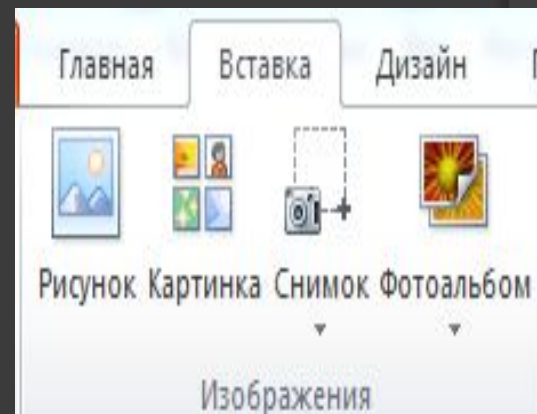 Главная Вставка Дизайн
Рисунок Картинка Снимок Фотоальбом
Изображения